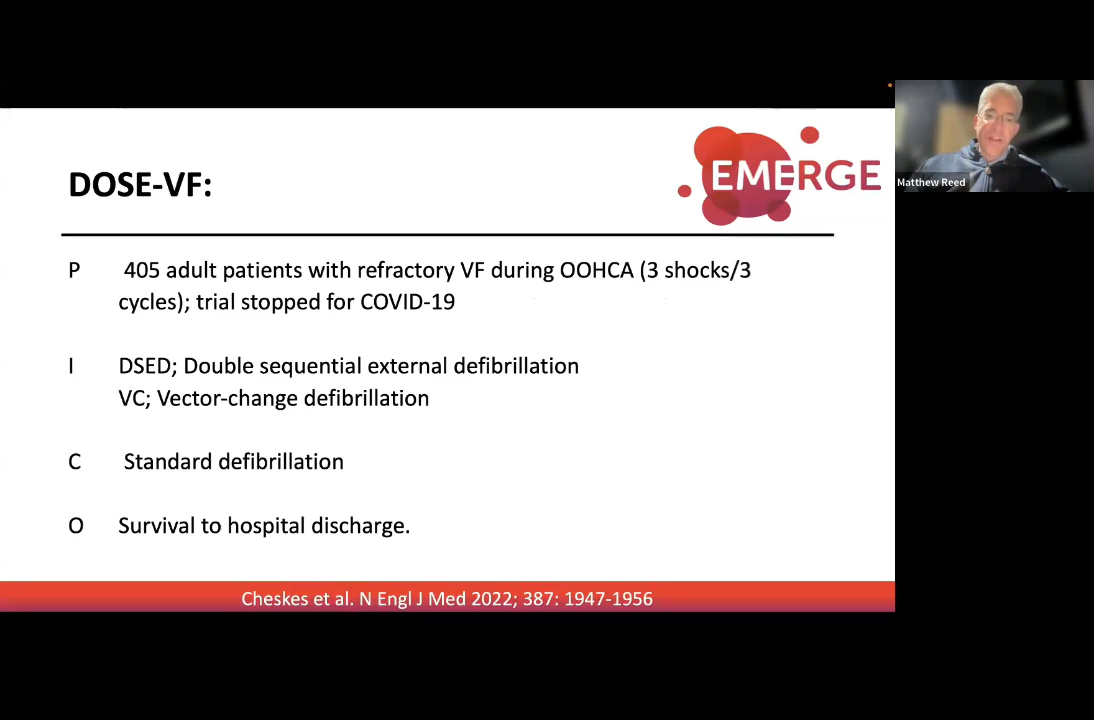 EMERGE
Matthew Reed
DOSE-VF:
P 405 adult patients with refractory VF during OOHCA (3 shocks/3
cycles); trial stopped for COVID-19
I DSED; Double sequential external defibrillation
VC; Vector-change defibrillation
C Standard defibrillation
O Survival to hospital discharge.
Cheskes et al. N Engl J Med 2022; 387: 1947-1956